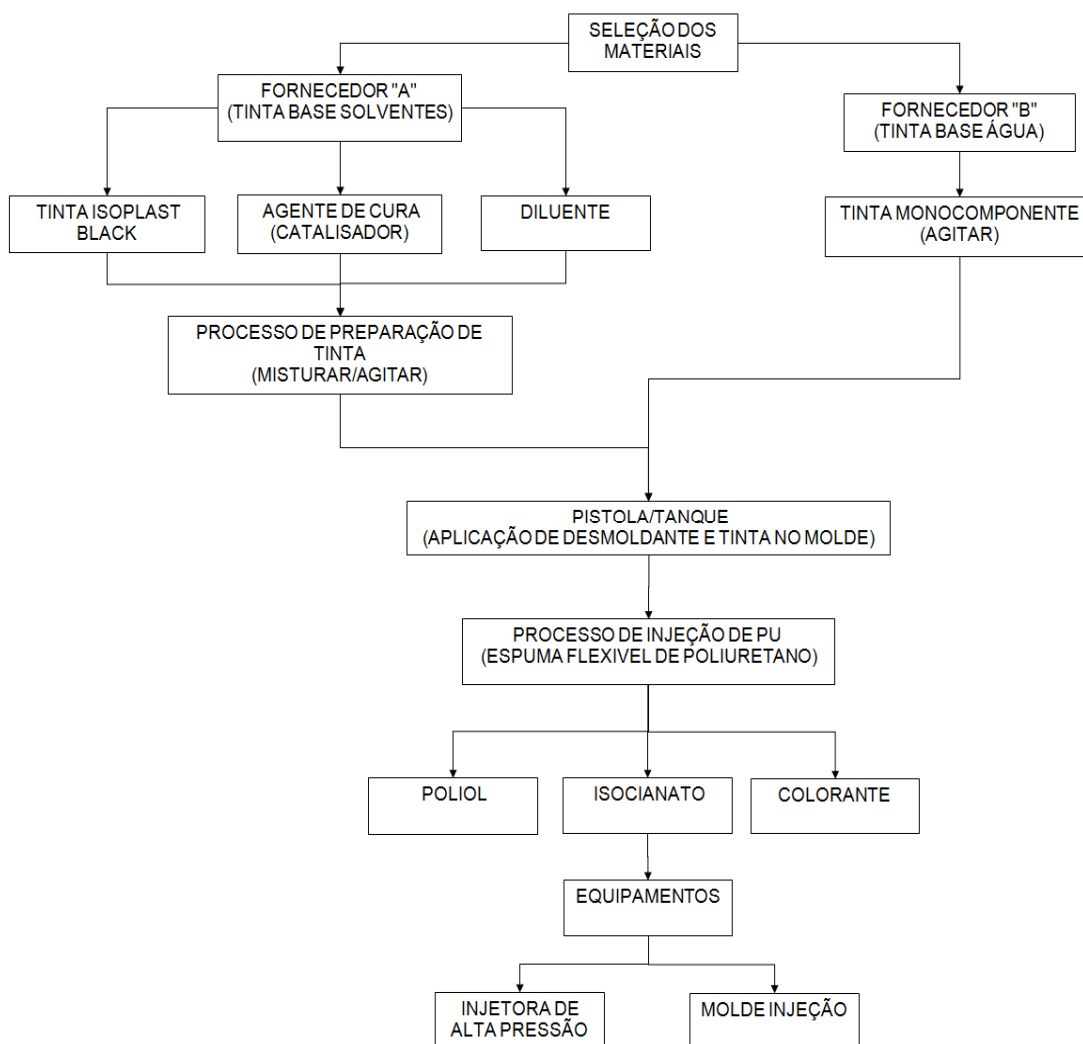 SELEÇÃO DOS
MATERIAIS
FORNECEDOR "A"
(TINTA BASE SOLVENTES)
FORNECEDOR "B"
(TINTA BASE ÁGUA)
TINTA ISOPLAST
BLACK
AGENTE DE CURA
(CATALISADOR)
DILUENTE
TINTA MONOCOMPONENTE
(AGITAR)
PROCESSO DE PREPARAÇÃO DE
TINTA
(MISTURAR/AGITAR)
PISTOLA/TANQUE
(APLICAÇÃO DE DESMOLDANTE E TINTA NO MOLDE)
PROCESSO DE INJEÇÃO DE PU
(ESPUMA FLEXIVEL DE POLIURETANO)
POLIOL
ISOCIANATO
COLORANTE
EQUIPAMENTOS
INJETORA DE
ALTA PRESSÃO
MOLDE INJEÇÃO